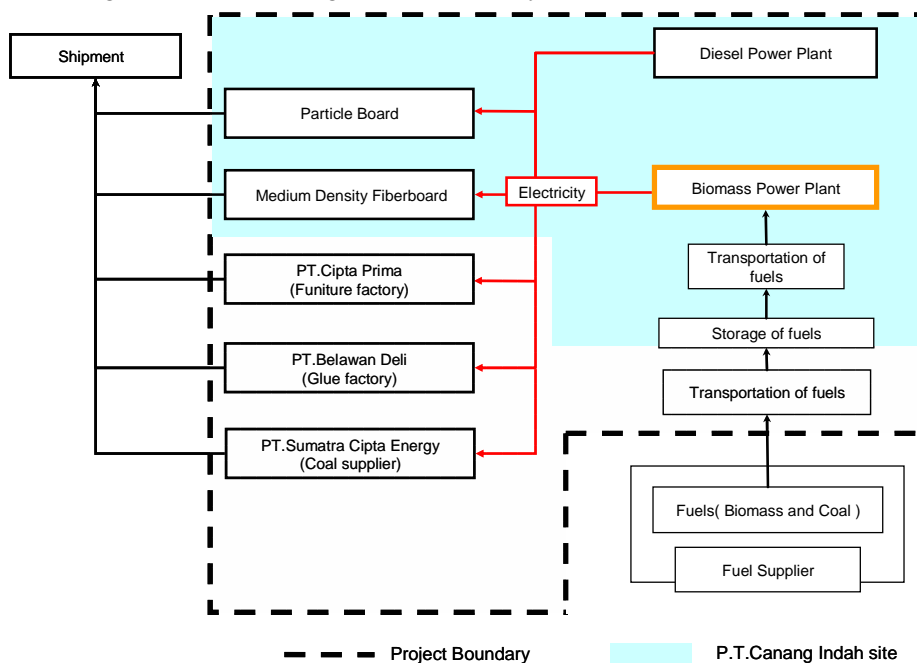 Shipment
Diesel Power Plant
Particle Board
Medium Density Fiberboard
Electricity
Biomass Power Plant
PT.Cipta Prima
(Funiture factory)
Transportation of
fuels
Storage of fuels
PT.Belawan Deli
(Glue factory)
Transportation of fuels
PT.Sumatra Cipta Energy
(Coal supplier)
Fuels( Biomass and Coal )
Fuel Supplier
Project Boundary
P.T.Canang Indah site